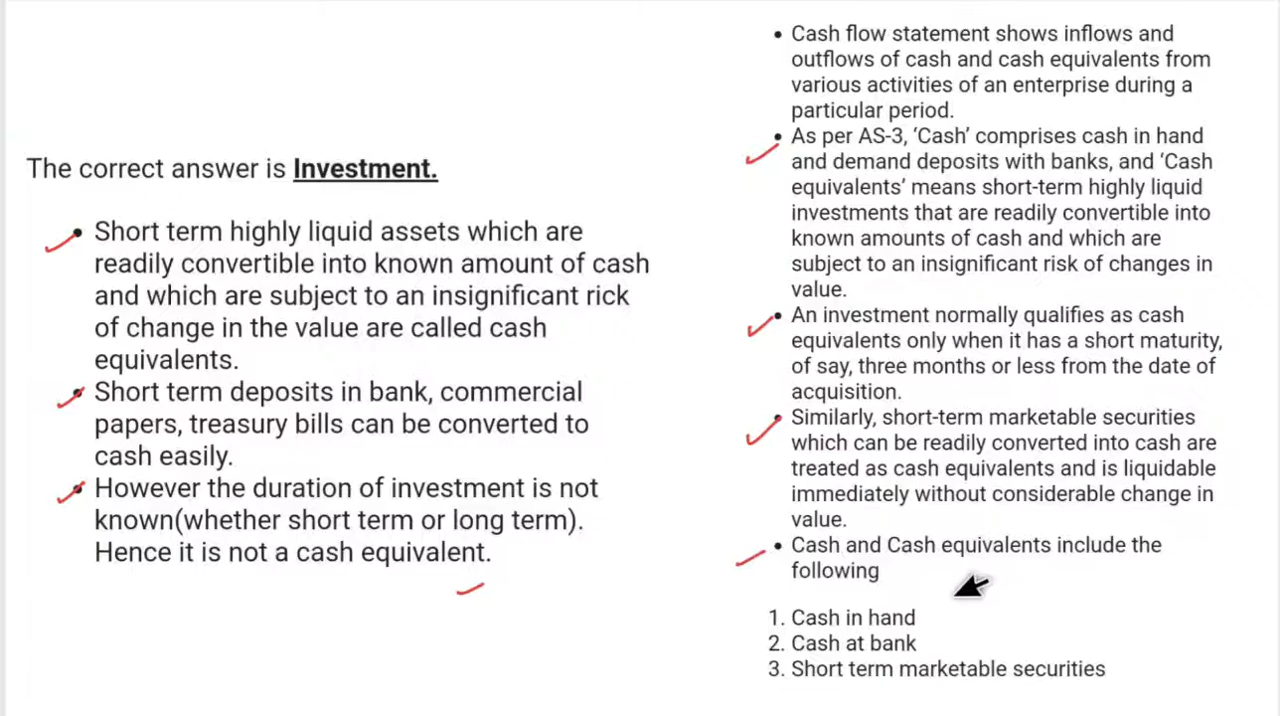 The correct answer is Investment.
• Short term highly liquid assets which are
readily convertible into known amount of cash
and which are subject to an insignificant rick
of change in the value are called cash
equivalents.
• Short term deposits in bank, commercial
papers, treasury bills can be converted to
cash easily.
• However the duration of investment is not
known(whether short term or long term).
Hence it is not a cash equivalent.
• Cash flow statement shows inflows and
outflows of cash and cash equivalents from
various activities of an enterprise during a
particular period.
• As per AS-3, ‘Cash’ comprises cash in hand
and demand deposits with banks, and ‘Cash
equivalents’ means short-term highly liquid
investments that are readily convertible into
known amounts of cash and which are
subject to an insignificant risk of changes in
value.
• An investment normally qualifies as cash
equivalents only when it has a short maturity,
of say, three months or less from the date of
acquisition.
• Similarly, short-term marketable securities
which can be readily converted into cash are
treated as cash equivalents and is liquidable
immediately without considerable change in
value.
• Cash and Cash equivalents include the
following
1. Cash in hand
2. Cash at bank
3. Short term marketable securities